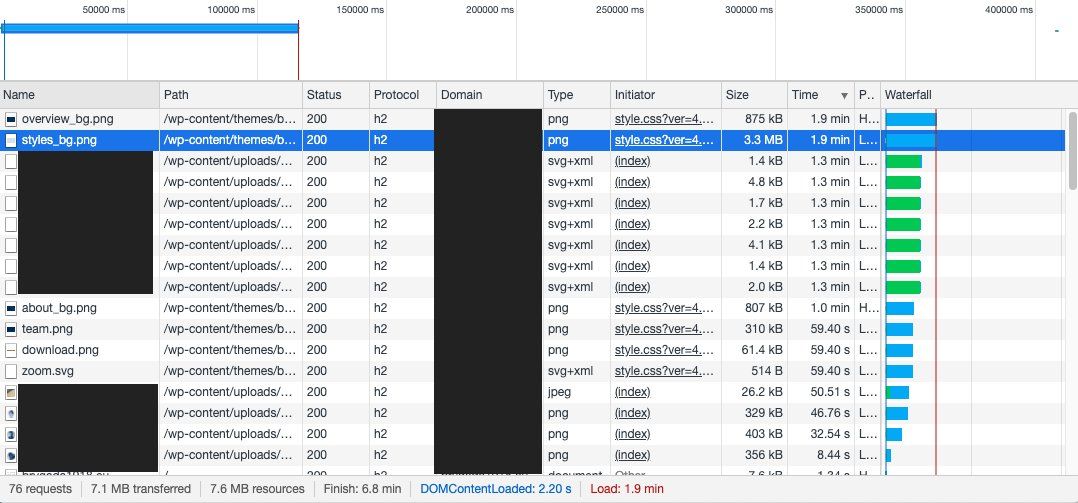 50000 ms 100000 ms 150000 ms 200000 ms 250000 ms 300000 ms 350000 ms 400000 ms
Name Path Status Protocol Domain Type Initiator Size Time ▼ P.. Waterfall
overview_bg.png /wp-content/themes/b... 200 h2 png style.css?ver=4.... 875 kB 1.9 min H...
styles_bg.png /wp-content/themes/b... 200 h2 png style.css?ver=4.... 3.3 MB 1.9 min L...
/wp-content/uploads/... 200 h2 svg+xml (index) 1.4 kB 1.3 min L...
/wp-content/uploads/... 200 h2 svg+xml (index) 4.8 kB 1.3 min L...
/wp-content/uploads/... 200 h2 svg+xml (index) 1.7 kB 1.3 min L...
/wp-content/uploads/... 200 h2 svg+xml (index) 2.2 kB 1.3 min L...
/wp-content/uploads/... 200 h2 svg+xml (index) 4.1 kB 1.3 min L...
/wp-content/uploads/... 200 h2 svg+xml (index) 1.4 kB 1.3 min L...
/wp-content/uploads/... 200 h2 svg+xml (index) 2.0 kB 1.3 min L...
about_bg.png /wp-content/themes/b... 200 h2 png style.css?ver=4.... 807 kB 1.0 min H...
team.png /wp-content/themes/b... 200 h2 png style.css?ver=4.... 310 kB 59.40 s L...
download.png /wp-content/themes/b... 200 h2 png style.css?ver=4.... 61.4 kB 59.40 s L...
zoom.svg /wp-content/themes/b... 200 h2 svg+xml style.css?ver=4.... 514 B 59.40 s L...
/wp-content/uploads/... 200 h2 jpeg (index) 26.2 kB 50.51 s L...
/wp-content/uploads/... 200 h2 png (index) 329 kB 46.76 s L...
/wp-content/uploads/... 200 h2 png (index) 403 kB 32.54 s L...
/wp-content/uploads/... 200 h2 png (index) 356 kB 8.44 s L...
/ 200 h2 document Other 7.6 kB 1.34 s H...
76 requests 7.1 MB transferred 7.6 MB resources Finish: 6.8 min DOMContentLoaded: 2.20 s Load: 1.9 min